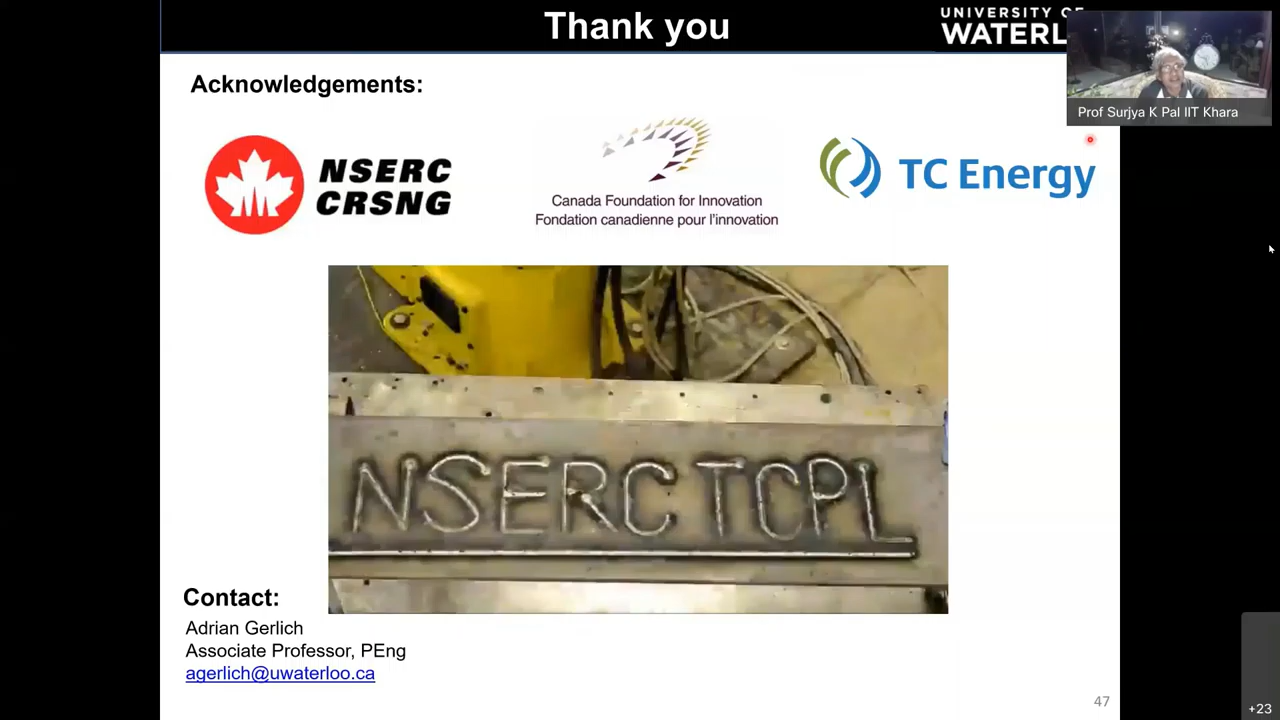 Thank you
UNIVERSITY OF
Prof Surjya K Pal IIT Khara
Acknowledgements:
NSERC
CRSNG
Canada Foundation for Innovation
Fondation canadienne pour l'innovation
TC Energy
NSERC TCPL
Contact:
Adrian Gerlich
Associate Professor, PEng
agerlich@uwaterloo.ca
47
+23